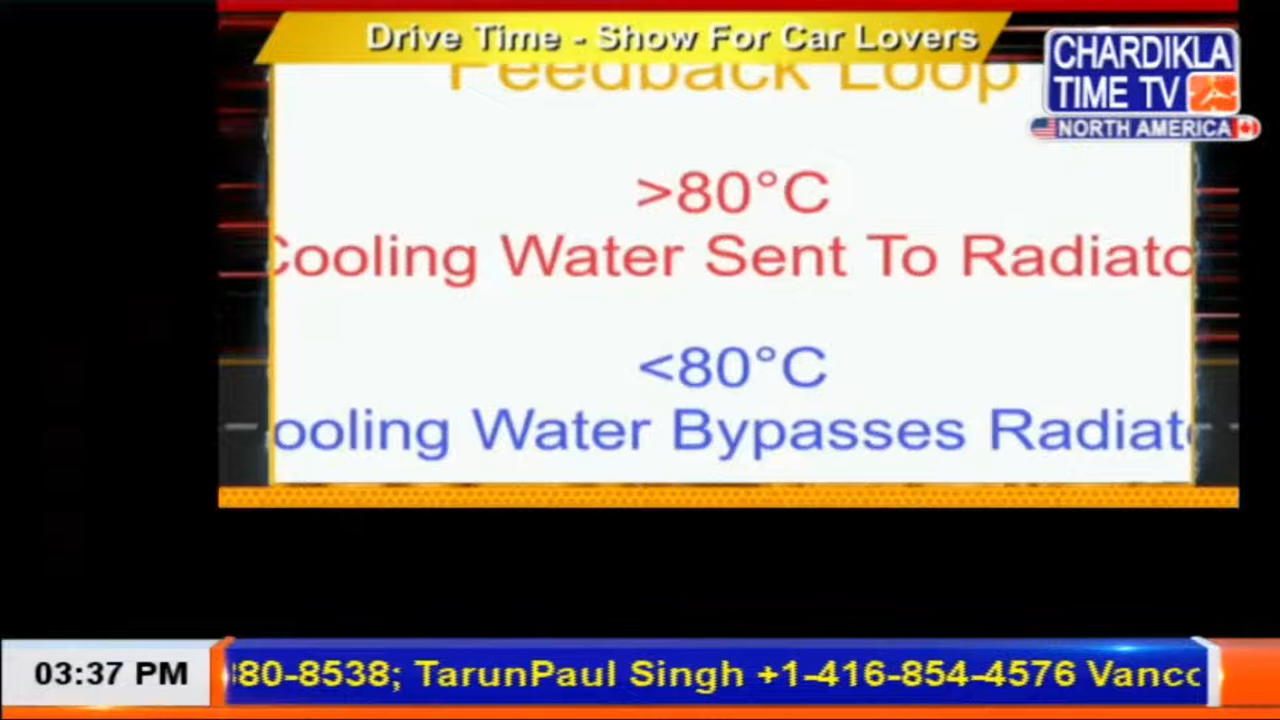 Drive Time - Show For Car Lovers
CHARDIKLA
TIME TV
NORTH AMERICA
Feedback Loop
>80°C
Cooling Water Sent To Radiato
<80°C
ooling Water Bypasses Radiat
03:37 PM
80-8538; TarunPaul Singh +1-416-854-4576 Vanco